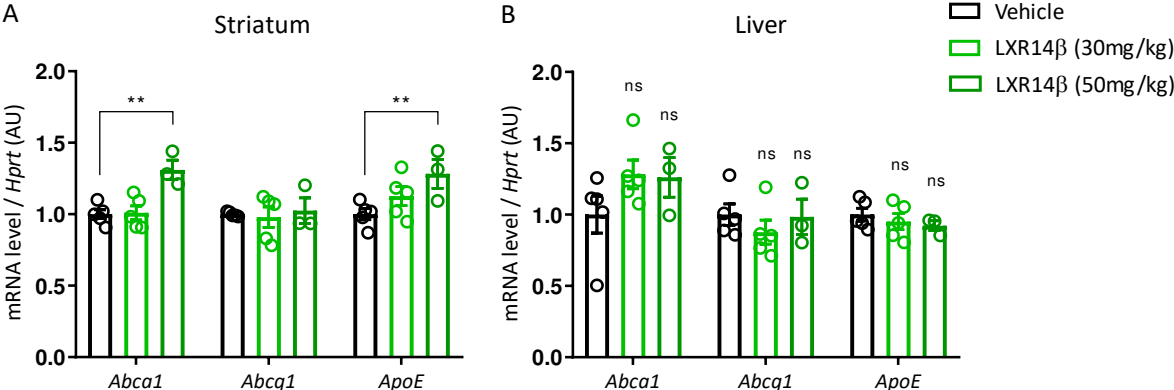 A
Striatum
mRNA level / Hprt (AU)
2.0
1.5
1.0
0.5
0.0
**
**
Abca1
Abcg1
ApoE
B
Liver
mRNA level / Hprt (AU)
2.0
1.5
1.0
0.5
0.0
ns
ns
ns
ns
ns
ns
Abca1
Abcg1
ApoE
Vehicle
LXR14β (30mg/kg)
LXR14β (50mg/kg)